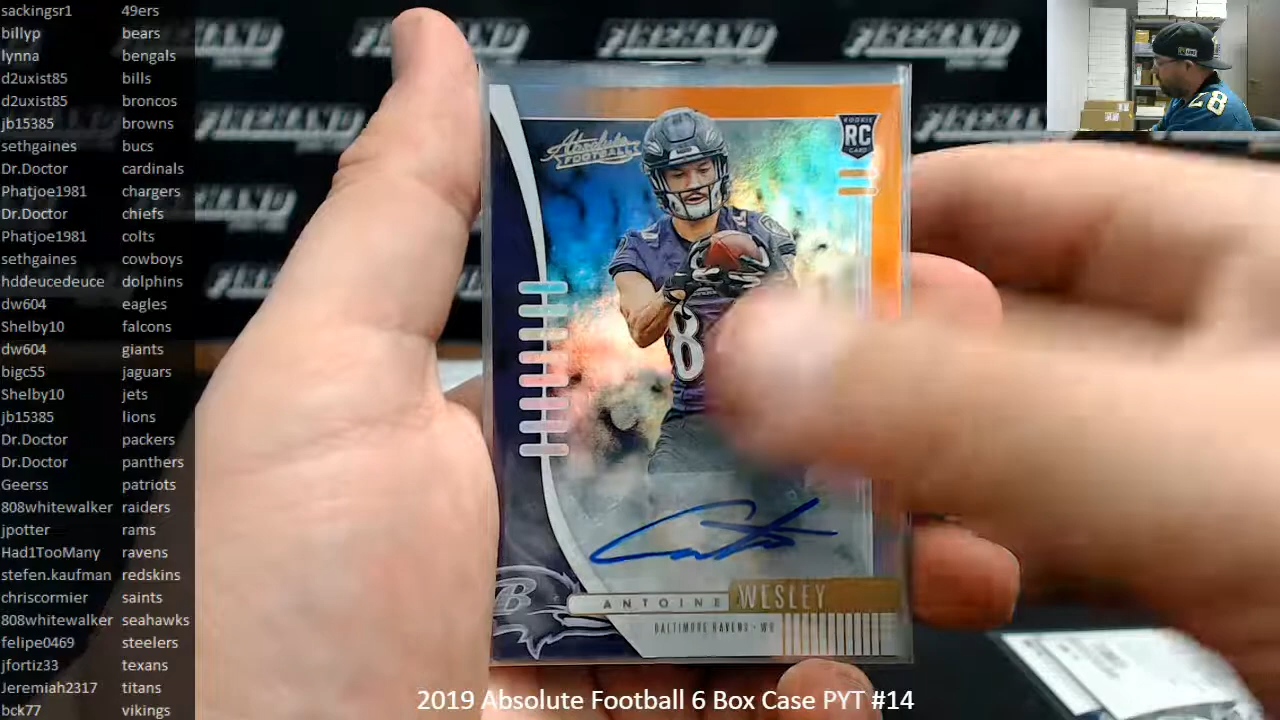 sackingsr1 49ers
billyp bears
lynna bengals
d2uxist85 bills
d2uxist85 broncos
jb15385 browns
sethgaines bucs
Dr.Doctor cardinals
Phatjoe1981 chargers
Dr.Doctor chiefs
Phatjoe1981 colts
sethgaines cowboys
hddeucedeuce dolphins
dw604 eagles
Shelby10 falcons
dw604 giants
bigc55 jaguars
Shelby10 jets
jb15385 lions
Dr.Doctor packers
Dr.Doctor panthers
Geerss patriots
808whitewalker raiders
jpotter rams
Had1TooMany ravens
stefen.kaufman redskins
chriscormier saints
808whitewalker seahawks
felipe0469 steelers
jfortiz33 texans
Jeremiah2317 titans
bck77 vikings
Absolute
FOOTBALL
ROOKIE
RC
CARD
8
B
ANTOINE WESLEY
BALTIMORE RAVENS • WR
28
2019 Absolute Football 6 Box Case PYT #14